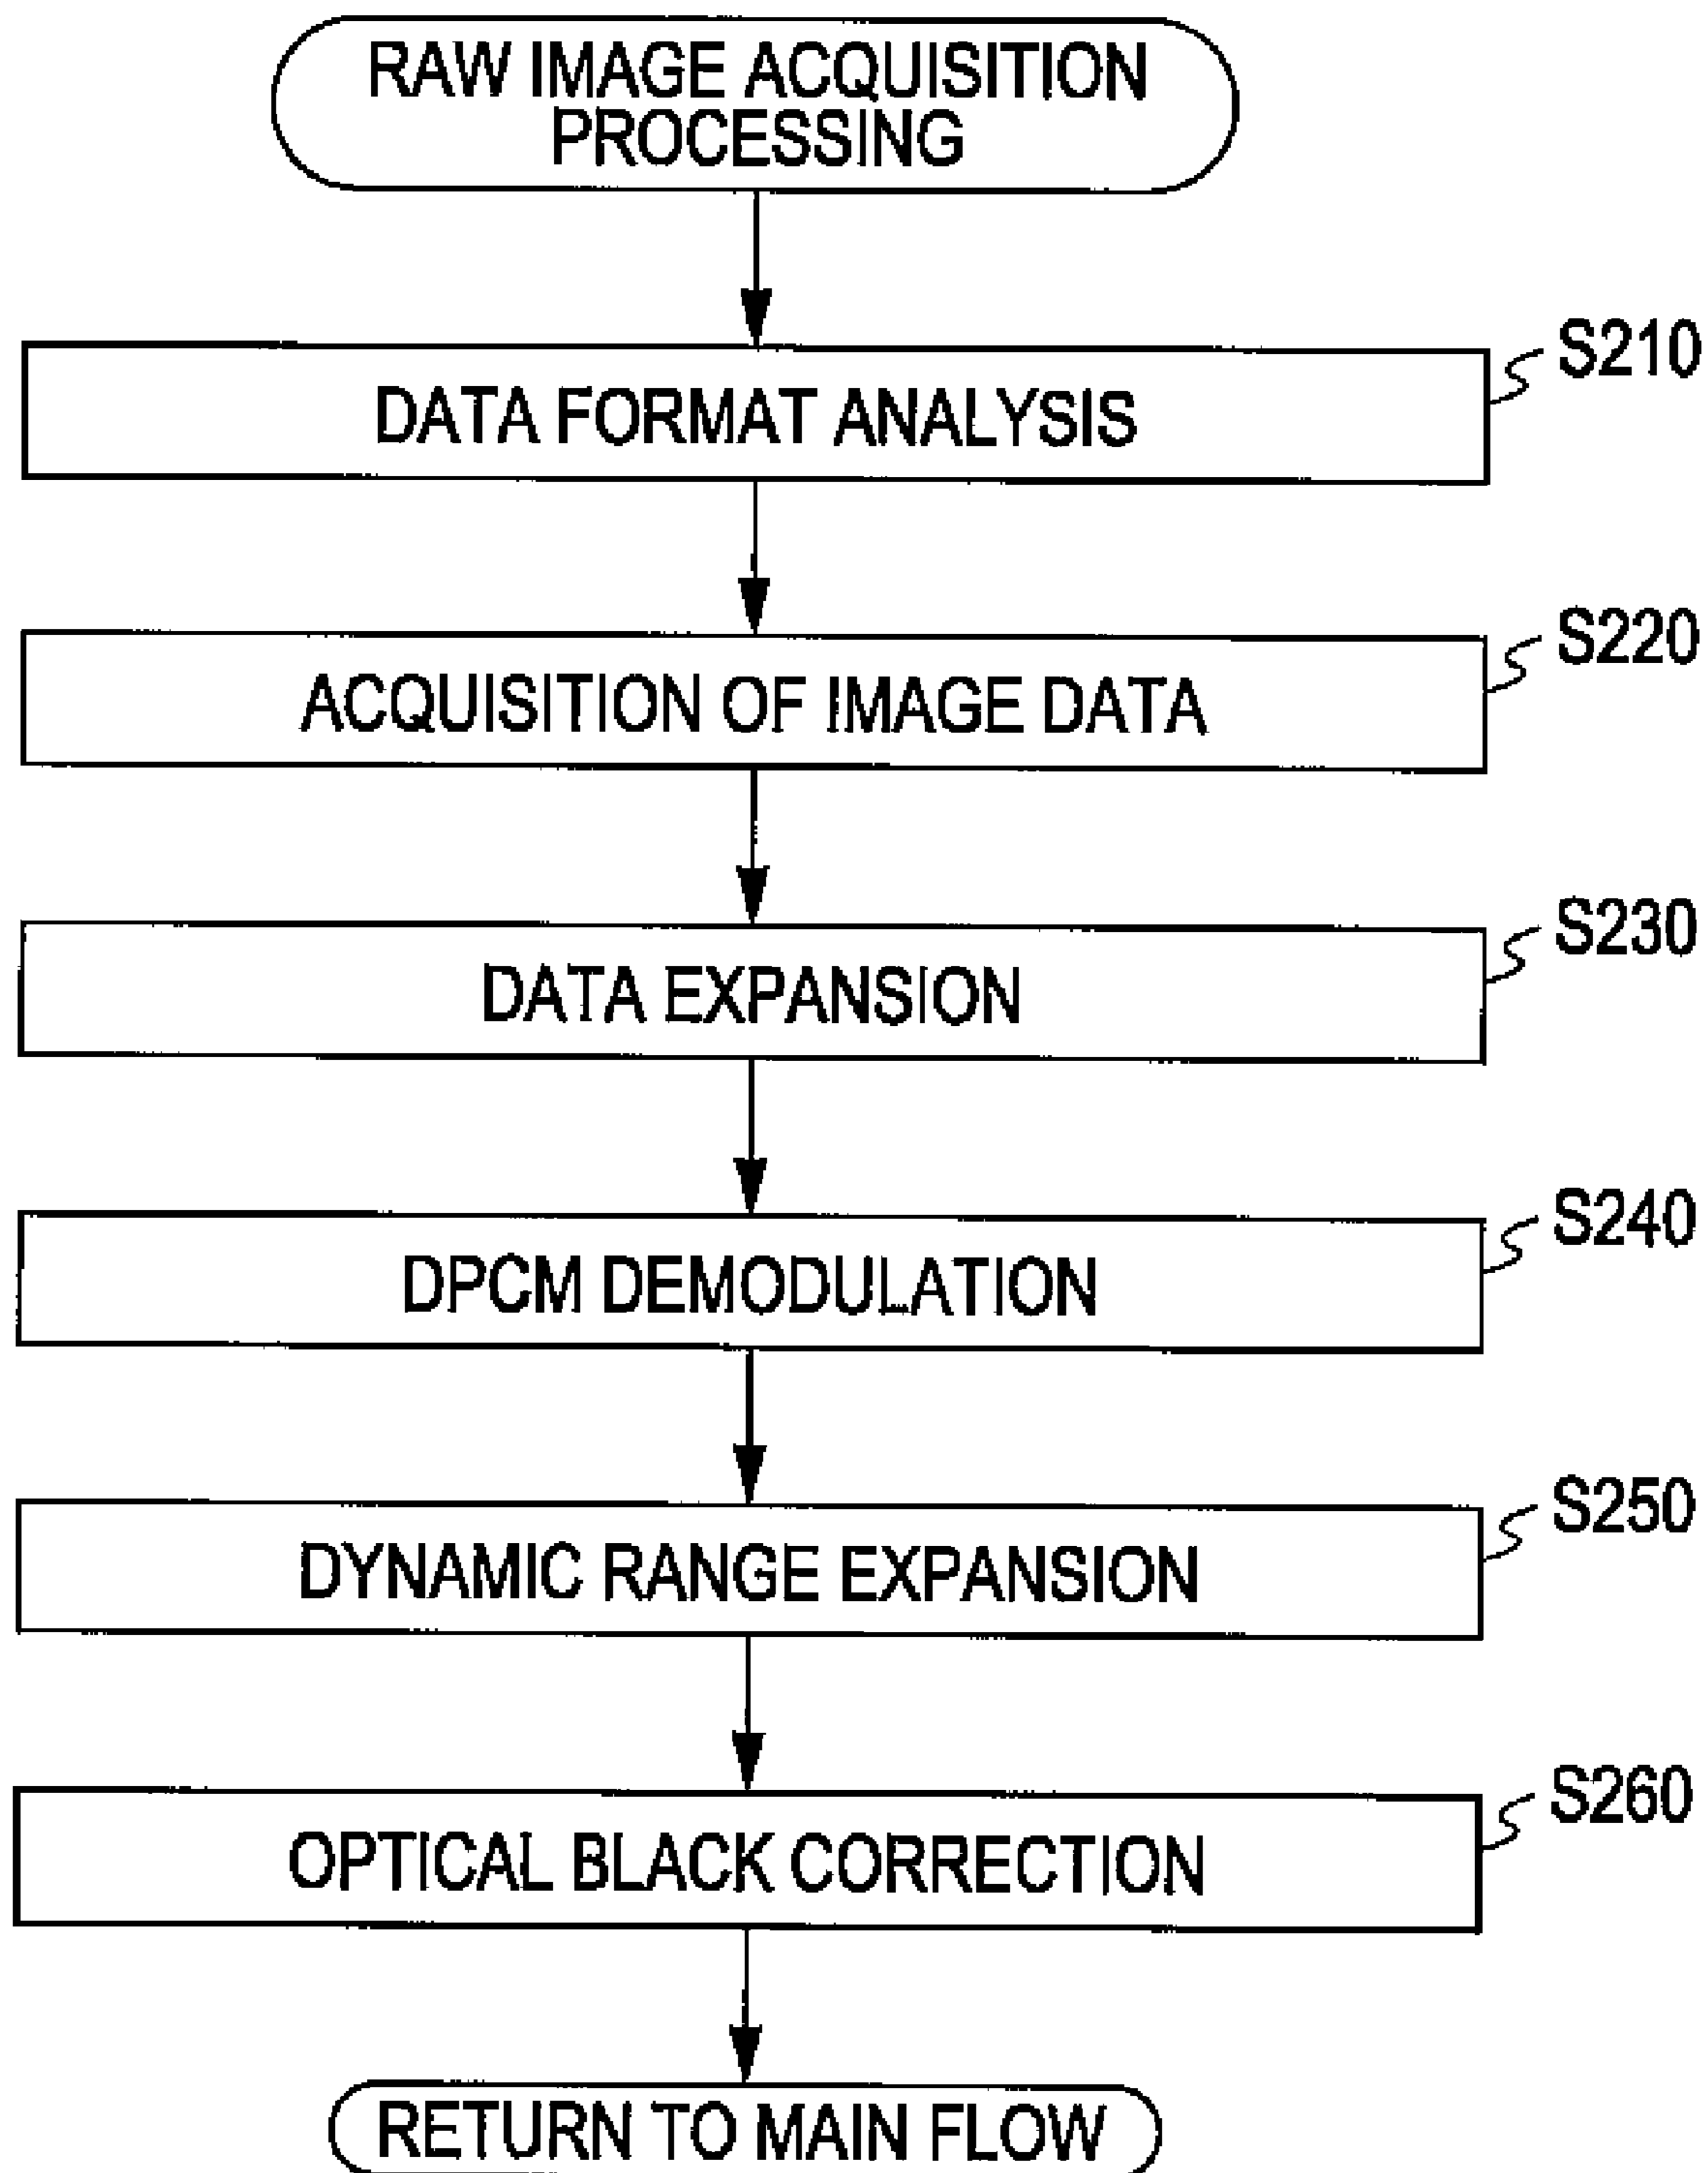 RAW IMAGE ACQUISITION
PROCESSING
S210
DATA FORMAT ANALYSIS
S220
ACQUISITION OF IMAGE DATA
S230
DATA EXPANSION
S240
DPCM DEMODULATION
S250
DYNAMIC RANGE EXPANSION
S260
OPTICAL BLACK CORRECTION
RETURN TO MAIN FLOW